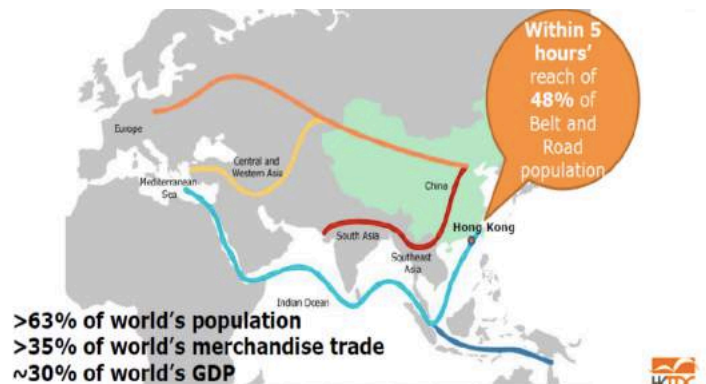 Within 5
hours'
reach of
48% of
Belt and
Road
population
Europe
Central and
Western Asia
Mediterranean
Sea
China
Hong Kong
South Asia
Southeast
Asia
Indian Ocean
>63% of world's population
>35% of world's merchandise trade
~30% of world's GDP